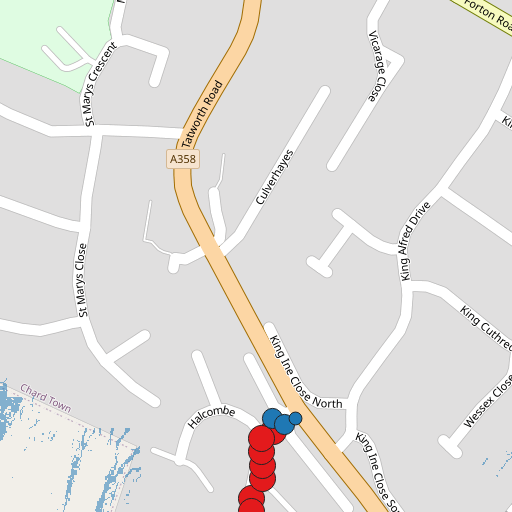 Forton Roa
Vicarage Close
St Marys Crescent
Tatworth Road
A358
Culverhayes
King Alfred Drive
St Marys Close
King Cuthred
King Ine Close North
Chard Town
Halcombe
Wessex Close
King Ine Close So